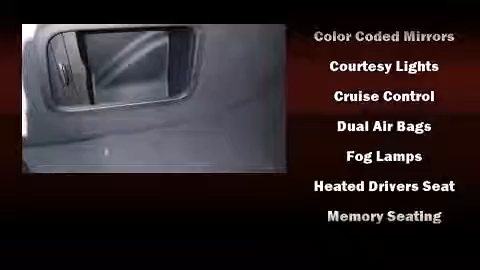 Color Coded Mirrors
Courtesy Lights
Cruise Control
Dual Air Bags
Fog Lamps
Heated Drivers Seat
Memory Seating